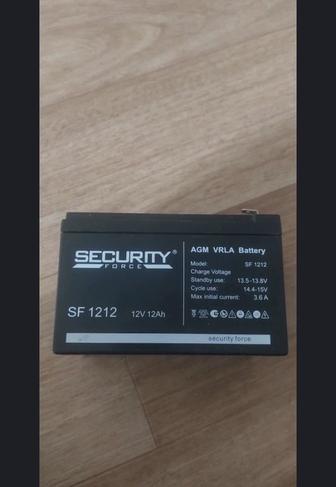 SECURITY®
FORCE
SF 1212 12V 12Ah
AGM VRLA Battery
Model: SF 1212
Charge Voltage
Standby use: 13.5-13.8V
Cycle use: 14.4-15V
Max initial current: 3.6 A
security force